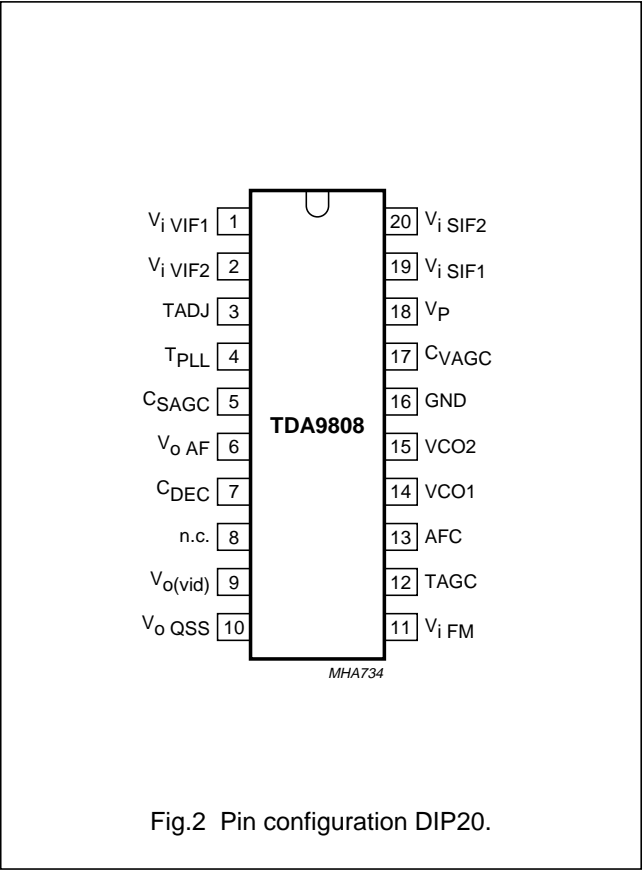 Vi VIF1 1 20 Vi SIF2
Vi VIF2 2 19 Vi SIF1
TADJ 3 18 VP
TPLL 4 17 CVAGC
CSAGC 5 16 GND
TDA9808
Vo AF 6 15 VCO2
CDEC 7 14 VCO1
n.c. 8 13 AFC
Vo(vid) 9 12 TAGC
Vo QSS 10 11 Vi FM
MHA734
Fig.2 Pin configuration DIP20.